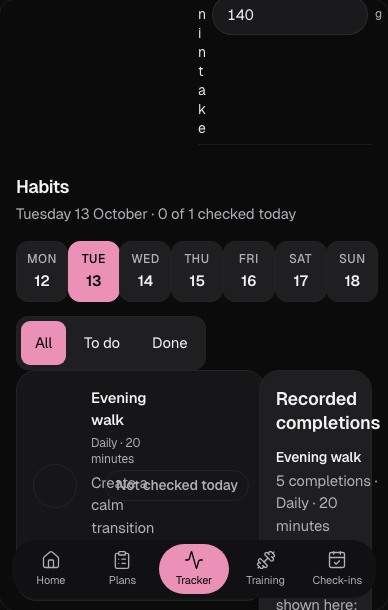 n
i
n
t
a
k
e
140
g
Habits
Tuesday 13 October · 0 of 1 checked today
MON TUE WED THU FRI SAT SUN
12 13 14 15 16 17 18
All To do Done
Evening
walk
Daily · 20
minutes
Create a
calm
transition
Not checked today
Recorded
completions
Evening walk
5 completions ·
Daily · 20
minutes
shown here:
Home Plans Tracker Training Check-ins